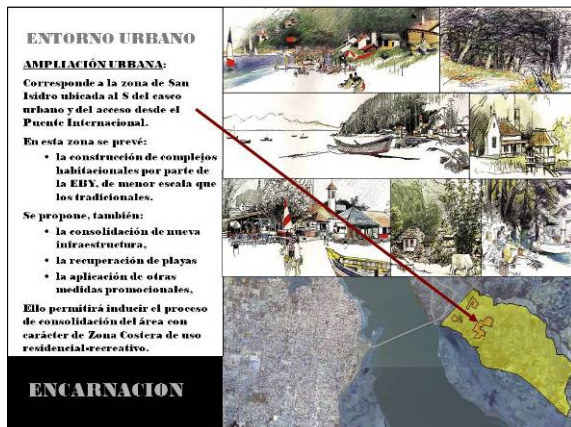 ENTORNO URBANO
AMPLIACIÓN URBANA:
Corresponde a la zona de San
Isidro ubicada al S del casco
urbano y del acceso desde el
Puente Internacional.
En esta zona se prevé:
• la construcción de complejos
habitacionales por parte de
la EBY, de menor escala que
los tradicionales.
Se propone, también:
• la consolidación de nueva
infraestructura,
• la recuperación de playas
• la aplicación de otras
medidas promocionales,
Ello permitirá inducir el proceso
de consolidación del área con
carácter de Zona Costera de uso
residencial-recreativo.
ENCARNACION